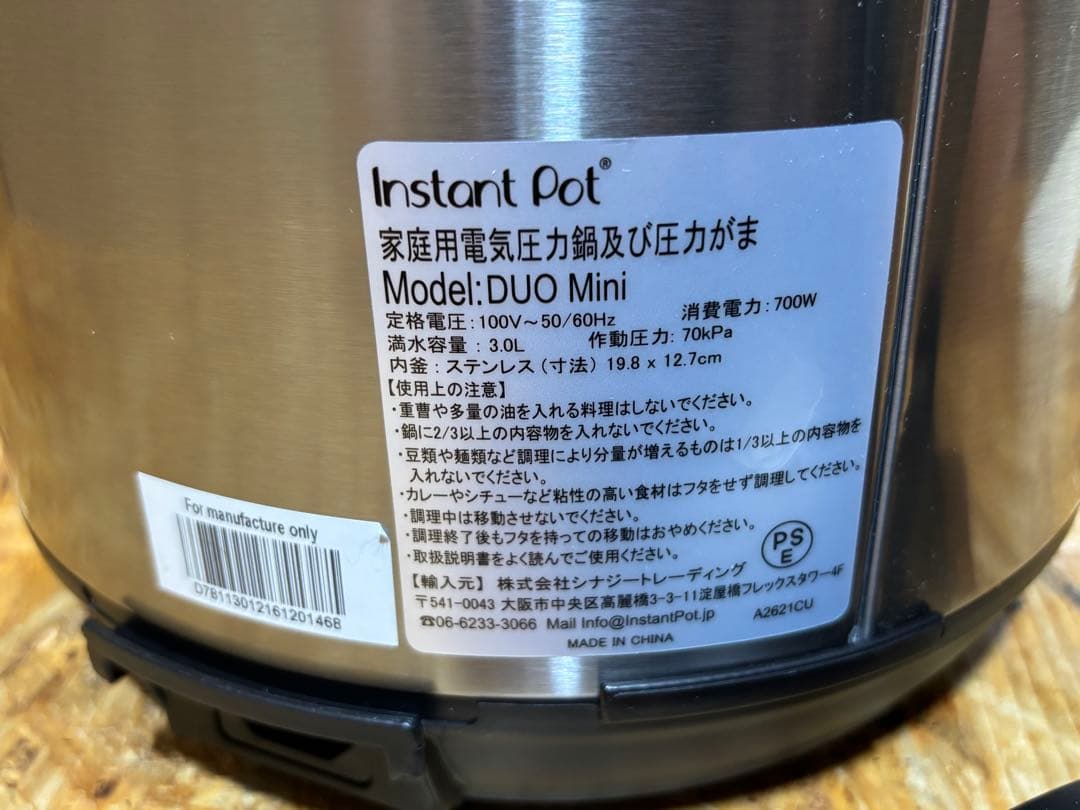 Instant Pot®
家庭用電気圧力鍋及び圧力がま
Model:DUO Mini
定格電圧:100V～50/60Hz 消費電力:700W
満水容量:3.0L 作動圧力:70kPa
内釜:ステンレス(寸法) 19.8 x 12.7cm
【使用上の注意】
・重曹や多量の油を入れる料理はしないでください。
・鍋に2/3以上の内容物を入れないでください。
・豆類や麺類など調理により分量が増えるものは1/3以上の内容物を
入れないでください。
・カレーやシチューなど粘性の高い食材はフタをせず調理してください。
・調理中は移動させないでください。
・調理終了後もフタを持っての移動はおやめください。
・取扱説明書をよく読んでご使用ください。
PS
E
【輸入元】 株式会社シナジートレーディング
〒541-0043 大阪市中央区高麗橋3-3-11淀屋橋フレックスタワー4F
☎06-6233-3066 Mail Info@InstantPot.jp A2621CU
MADE IN CHINA
For manufacture only
D78113012161201468